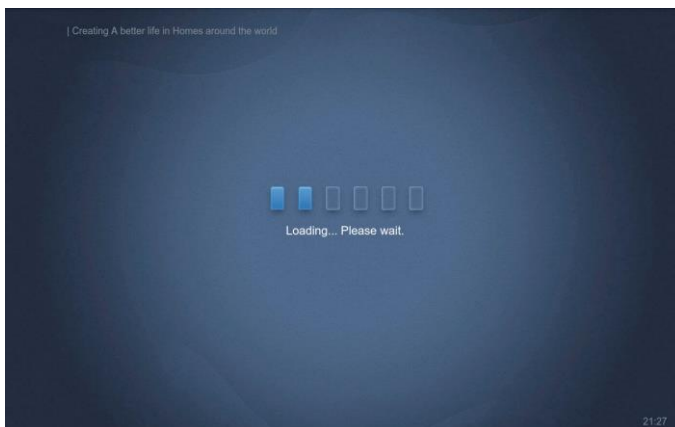 | Creating A better life in Homes around the world
Loading... Please wait.
21:27